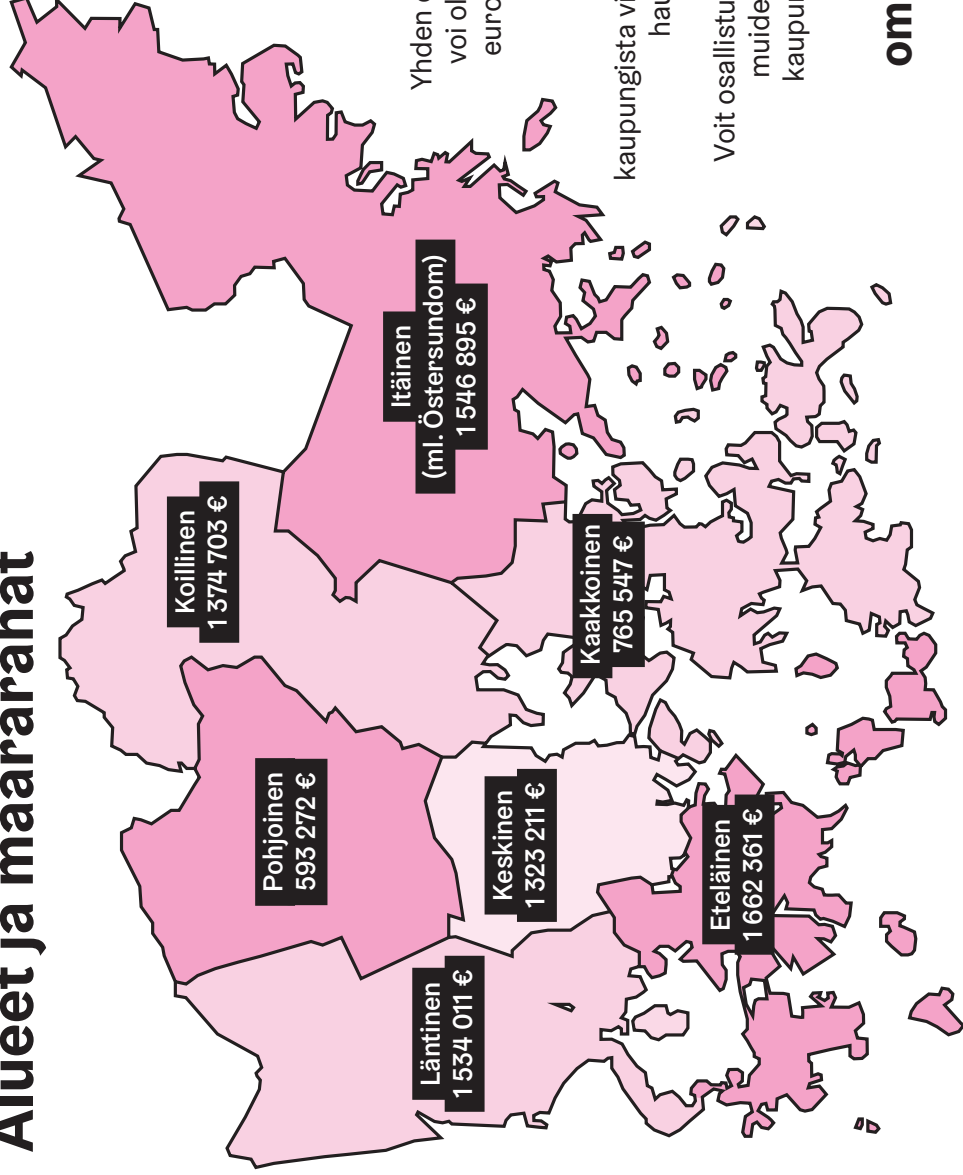 Alueet ja määrärahat
Koillinen
1 374 703 €
Pohjoinen
593 272 €
Itäinen
(ml. Östersundom)
1 546 895 €
Läntinen
1 534 011 €
Keskinen
1 323 211 €
Kaakkoinen
765 547 €
Eteläinen
1 662 361 €
Yhden
voi ol
euro
kaupungista vi
hau
Voit osallistu
muide
kaupu
om